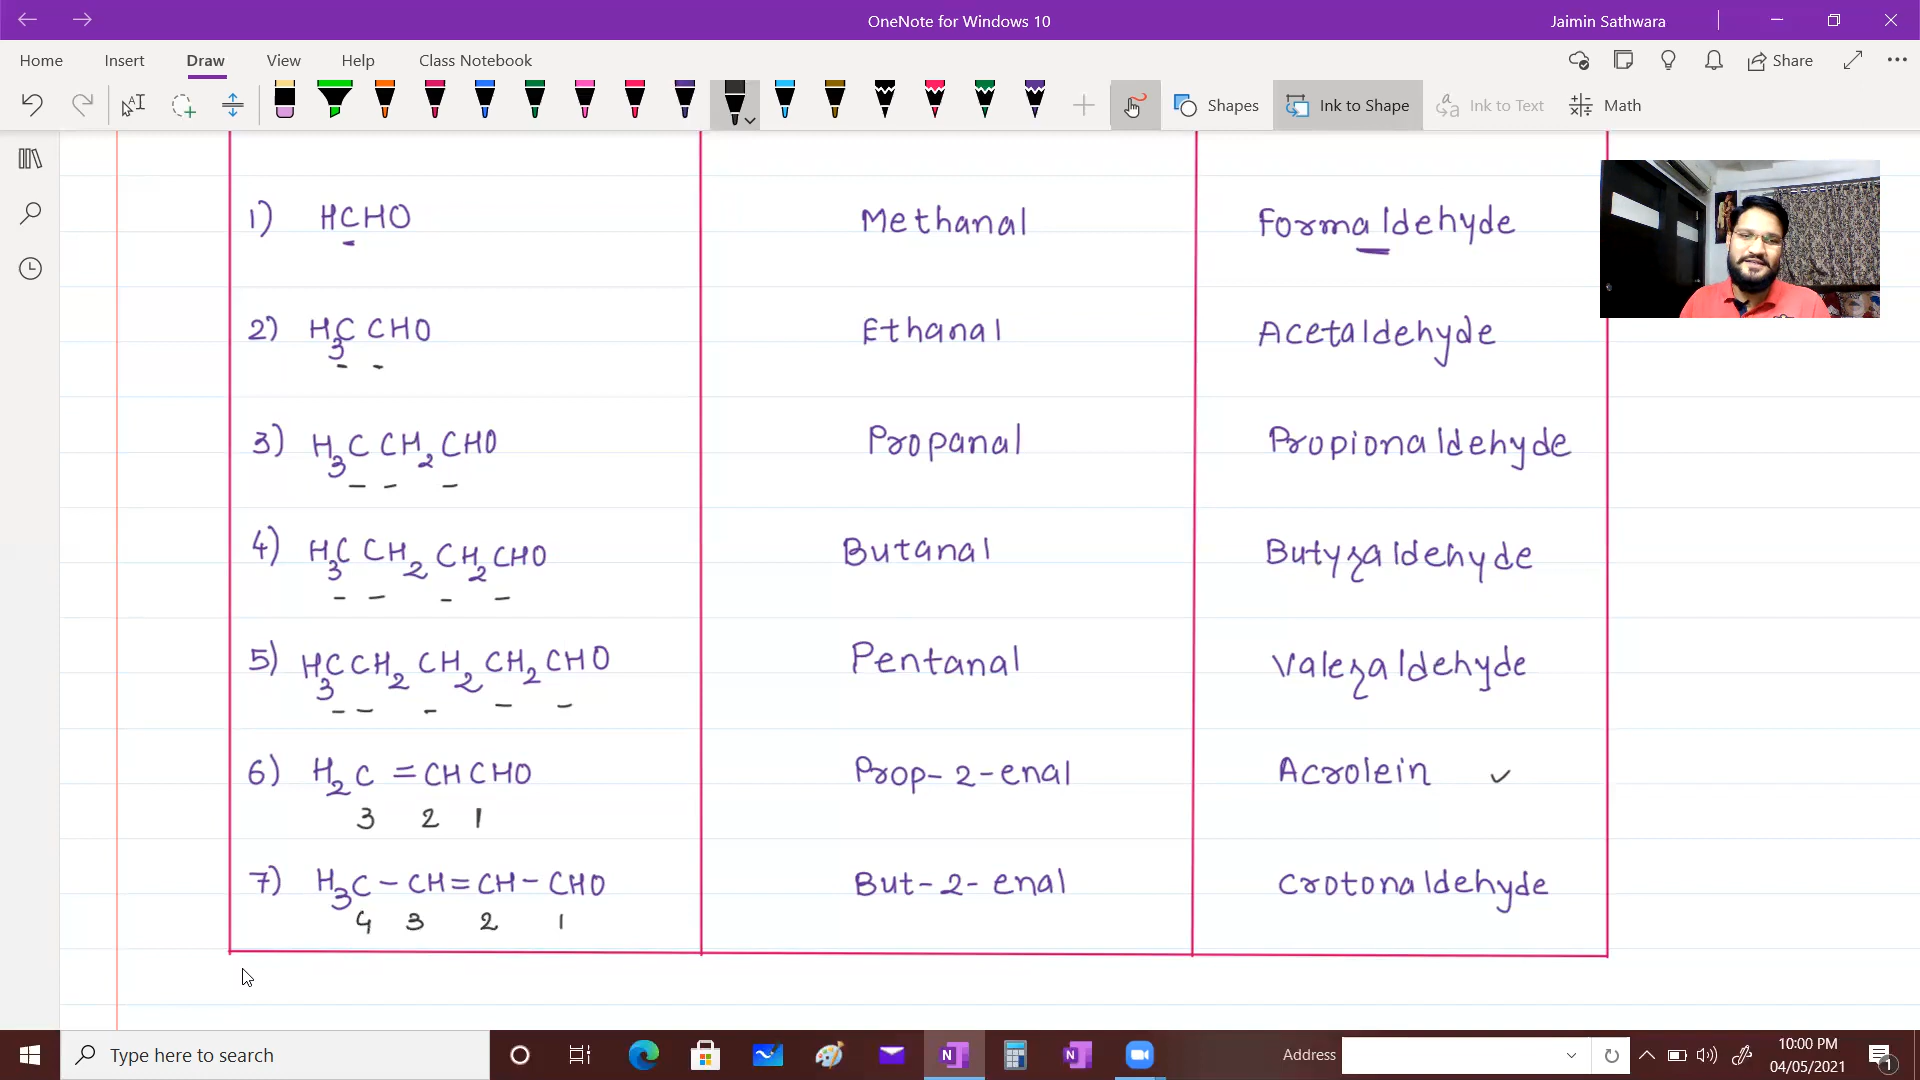 OneNote for Windows 10
Jaimin Sathwara
Home Insert Draw View Help Class Notebook
Share
Shapes Ink to Shape Ink to Text Math
1) HCHO Methanal Formaldehyde
2) H3C CHO Ethanal Acetaldehyde
3) H3C CH2 CHO Propanal Propionaldehyde
4) H3C CH2 CH2 CHO Butanal Butyraldehyde
5) H3C CH2 CH2 CH2 CHO Pentanal Valeraldehyde
6) H2C = CH CHO Prop-2-enal Acrolein ✓
3 2 1
7) H3C - CH = CH - CHO But-2-enal Crotonaldehyde
4 3 2 1
Type here to search
Address
10:00 PM
04/05/2021
1